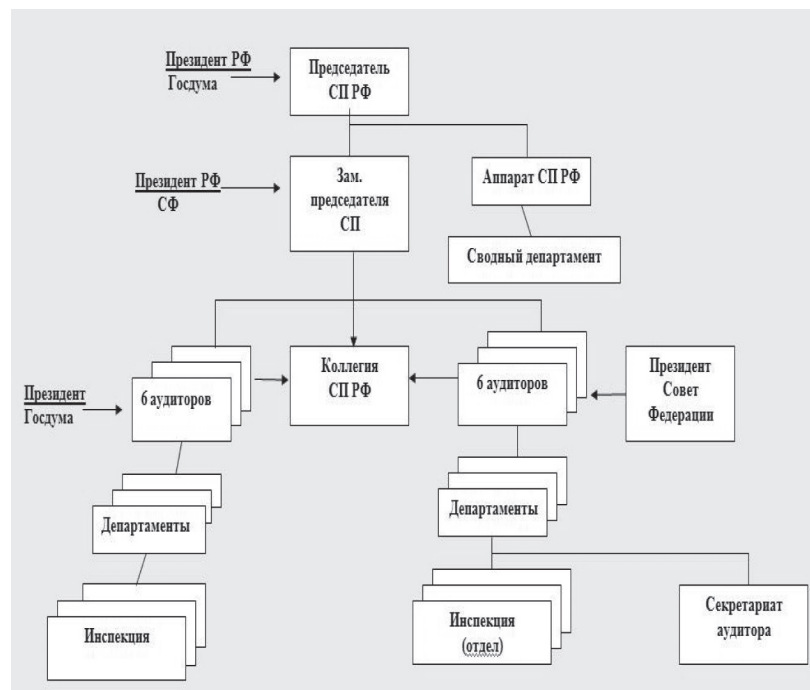 Президент РФ
Госдума
Председатель
СП РФ
Президент РФ
СФ
Зам.
председателя
СП
Аппарат СП РФ
Сводный департамент
Президент
Госдума
6 аудиторов
Коллегия
СП РФ
6 аудиторов
Президент
Совет
Федерации
Департаменты
Департаменты
Инспекция
Инспекция
(отдел)
Секретариат
аудитора